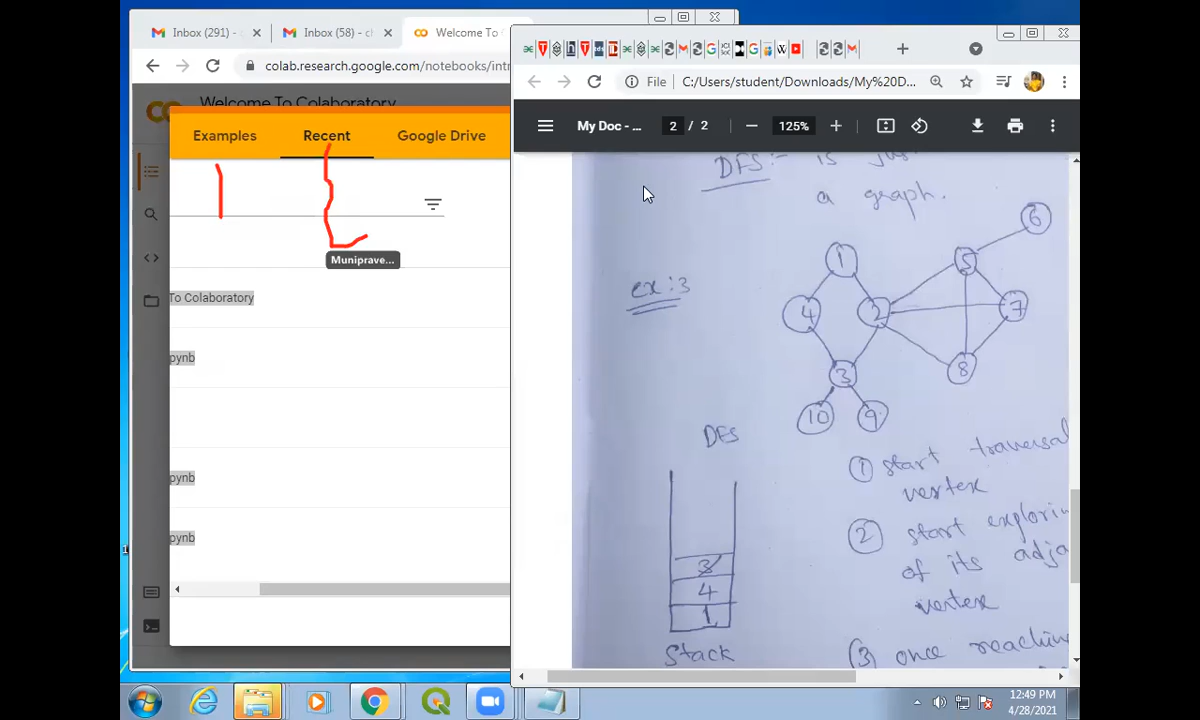 Inbox (291) -
Inbox (58) - cl
Welcome To C
colab.research.google.com/notebooks/intr
Welcome To Colaboratory
Examples
Recent
Google Drive
Muniprave...
To Colaboratory
pynb
pynb
pynb
File
C:/Users/student/Downloads/My%20D...
My Doc - ...
2 / 2
125%
DFS:- is jus
a graph.
ex:3
6
1
5
4
2
7
3
8
10
9
DFS
3
4
1
Stack
① start traversal
vertex
② start explorin
of its adja
vertex
③ once reachin
12:49 PM
4/28/2021